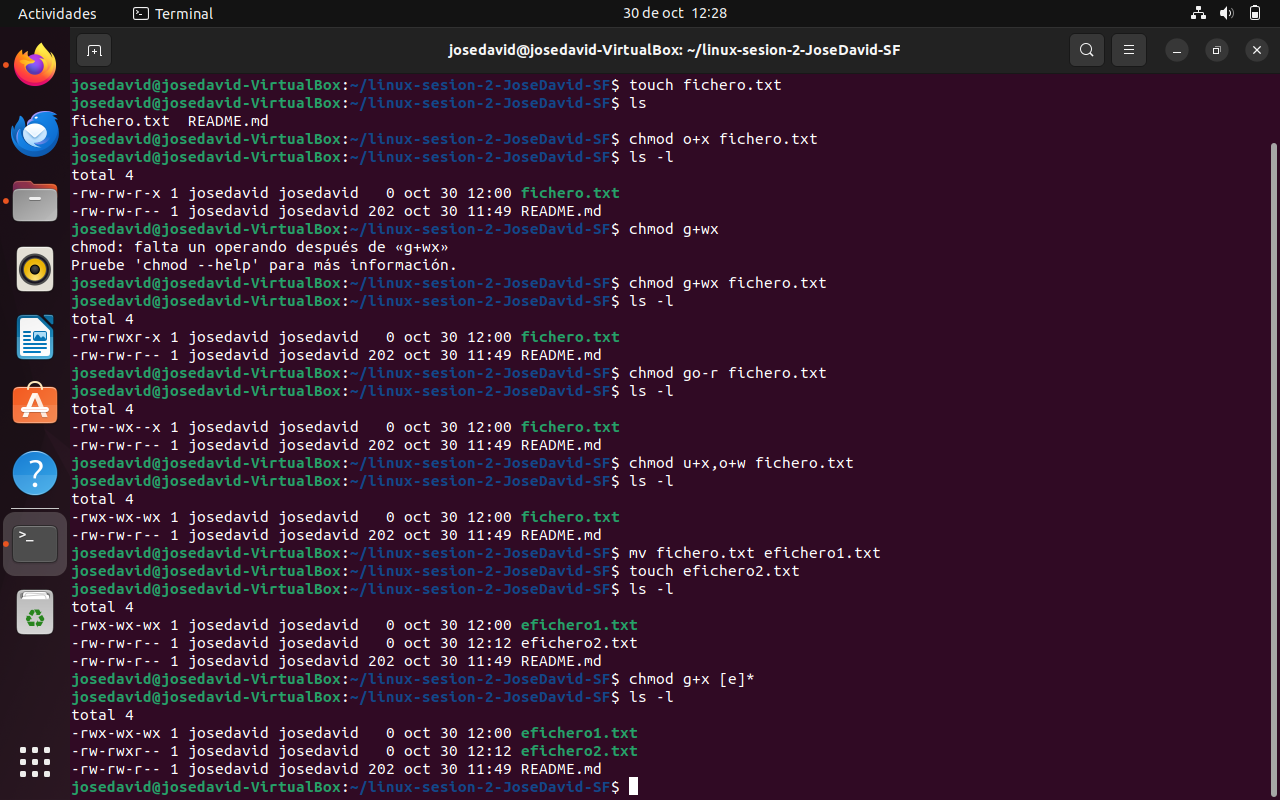 Actividades
Terminal
30 de oct 12:28
josedavid@josedavid-VirtualBox: ~/linux-sesion-2-JoseDavid-SF
josedavid@josedavid-VirtualBox:~/linux-sesion-2-JoseDavid-SF$ touch fichero.txt
josedavid@josedavid-VirtualBox:~/linux-sesion-2-JoseDavid-SF$ ls
fichero.txt  README.md
josedavid@josedavid-VirtualBox:~/linux-sesion-2-JoseDavid-SF$ chmod o+x fichero.txt
josedavid@josedavid-VirtualBox:~/linux-sesion-2-JoseDavid-SF$ ls -l
total 4
-rw-rw-r-x 1 josedavid josedavid   0 oct 30 12:00 fichero.txt
-rw-rw-r-- 1 josedavid josedavid 202 oct 30 11:49 README.md
josedavid@josedavid-VirtualBox:~/linux-sesion-2-JoseDavid-SF$ chmod g+wx
chmod: falta un operando después de «g+wx»
Pruebe 'chmod --help' para más información.
josedavid@josedavid-VirtualBox:~/linux-sesion-2-JoseDavid-SF$ chmod g+wx fichero.txt
josedavid@josedavid-VirtualBox:~/linux-sesion-2-JoseDavid-SF$ ls -l
total 4
-rw-rwxr-x 1 josedavid josedavid   0 oct 30 12:00 fichero.txt
-rw-rw-r-- 1 josedavid josedavid 202 oct 30 11:49 README.md
josedavid@josedavid-VirtualBox:~/linux-sesion-2-JoseDavid-SF$ chmod go-r fichero.txt
josedavid@josedavid-VirtualBox:~/linux-sesion-2-JoseDavid-SF$ ls -l
total 4
-rw--wx--x 1 josedavid josedavid   0 oct 30 12:00 fichero.txt
-rw-rw-r-- 1 josedavid josedavid 202 oct 30 11:49 README.md
josedavid@josedavid-VirtualBox:~/linux-sesion-2-JoseDavid-SF$ chmod u+x,o+w fichero.txt
josedavid@josedavid-VirtualBox:~/linux-sesion-2-JoseDavid-SF$ ls -l
total 4
-rwx-wx-wx 1 josedavid josedavid   0 oct 30 12:00 fichero.txt
-rw-rw-r-- 1 josedavid josedavid 202 oct 30 11:49 README.md
josedavid@josedavid-VirtualBox:~/linux-sesion-2-JoseDavid-SF$ mv fichero.txt efichero1.txt
josedavid@josedavid-VirtualBox:~/linux-sesion-2-JoseDavid-SF$ touch efichero2.txt
josedavid@josedavid-VirtualBox:~/linux-sesion-2-JoseDavid-SF$ ls -l
total 4
-rwx-wx-wx 1 josedavid josedavid   0 oct 30 12:00 efichero1.txt
-rw-rw-r-- 1 josedavid josedavid   0 oct 30 12:12 efichero2.txt
-rw-rw-r-- 1 josedavid josedavid 202 oct 30 11:49 README.md
josedavid@josedavid-VirtualBox:~/linux-sesion-2-JoseDavid-SF$ chmod g+x [e]*
josedavid@josedavid-VirtualBox:~/linux-sesion-2-JoseDavid-SF$ ls -l
total 4
-rwx-wx-wx 1 josedavid josedavid   0 oct 30 12:00 efichero1.txt
-rw-rwxr-- 1 josedavid josedavid   0 oct 30 12:12 efichero2.txt
-rw-rw-r-- 1 josedavid josedavid 202 oct 30 11:49 README.md
josedavid@josedavid-VirtualBox:~/linux-sesion-2-JoseDavid-SF$